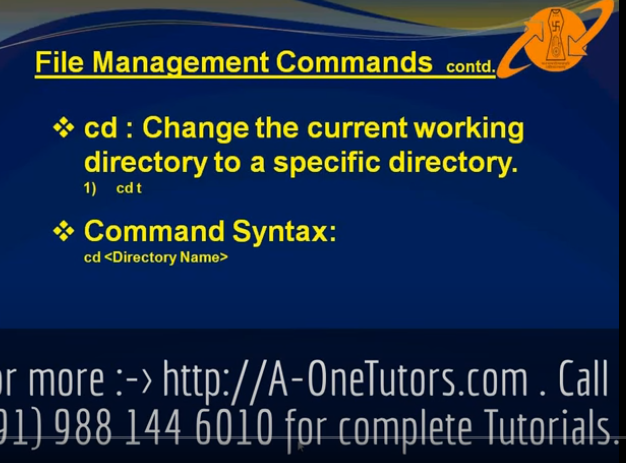 File Management Commands contd.
❖ cd : Change the current working
directory to a specific directory.
1) cd t
❖ Command Syntax:
cd <Directory Name>
or more :-> http://A-OneTutors.com . Call
91) 988 144 6010 for complete Tutorials.